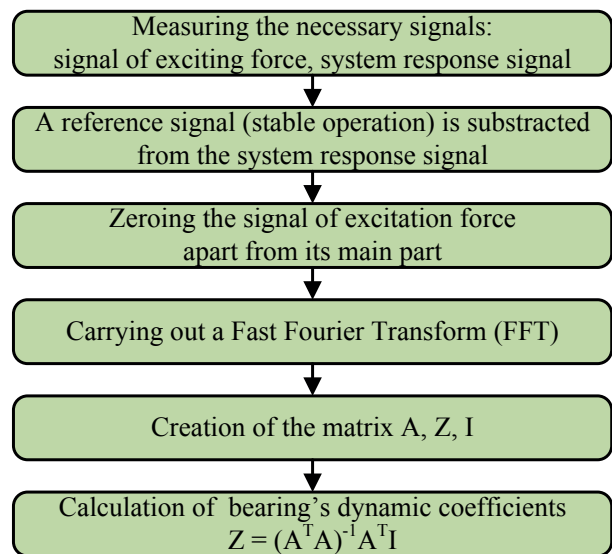 Measuring the necessary signals:
signal of exciting force, system response signal
A reference signal (stable operation) is substracted
from the system response signal
Zeroing the signal of excitation force
apart from its main part
Carrying out a Fast Fourier Transform (FFT)
Creation of the matrix A, Z, I
Calculation of bearing's dynamic coefficients
Z = (AᵀA)⁻¹AᵀI